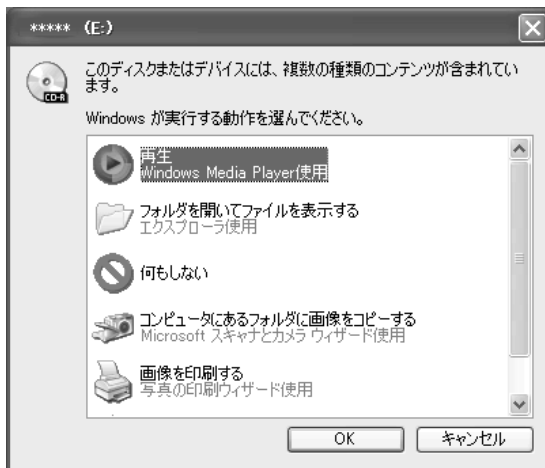 ***** (E:)
このディスクまたはデバイスには、複数の種類のコンテンツが含まれてい
ます。
Windows が実行する動作を選んでください。
再生
Windows Media Player使用
フォルダを開いてファイルを表示する
エクスプローラ使用
何もしない
コンピュータにあるフォルダに画像をコピーする
Microsoft スキャナとカメラ ウィザード使用
画像を印刷する
写真の印刷ウィザード使用
OK
キャンセル
CD-R